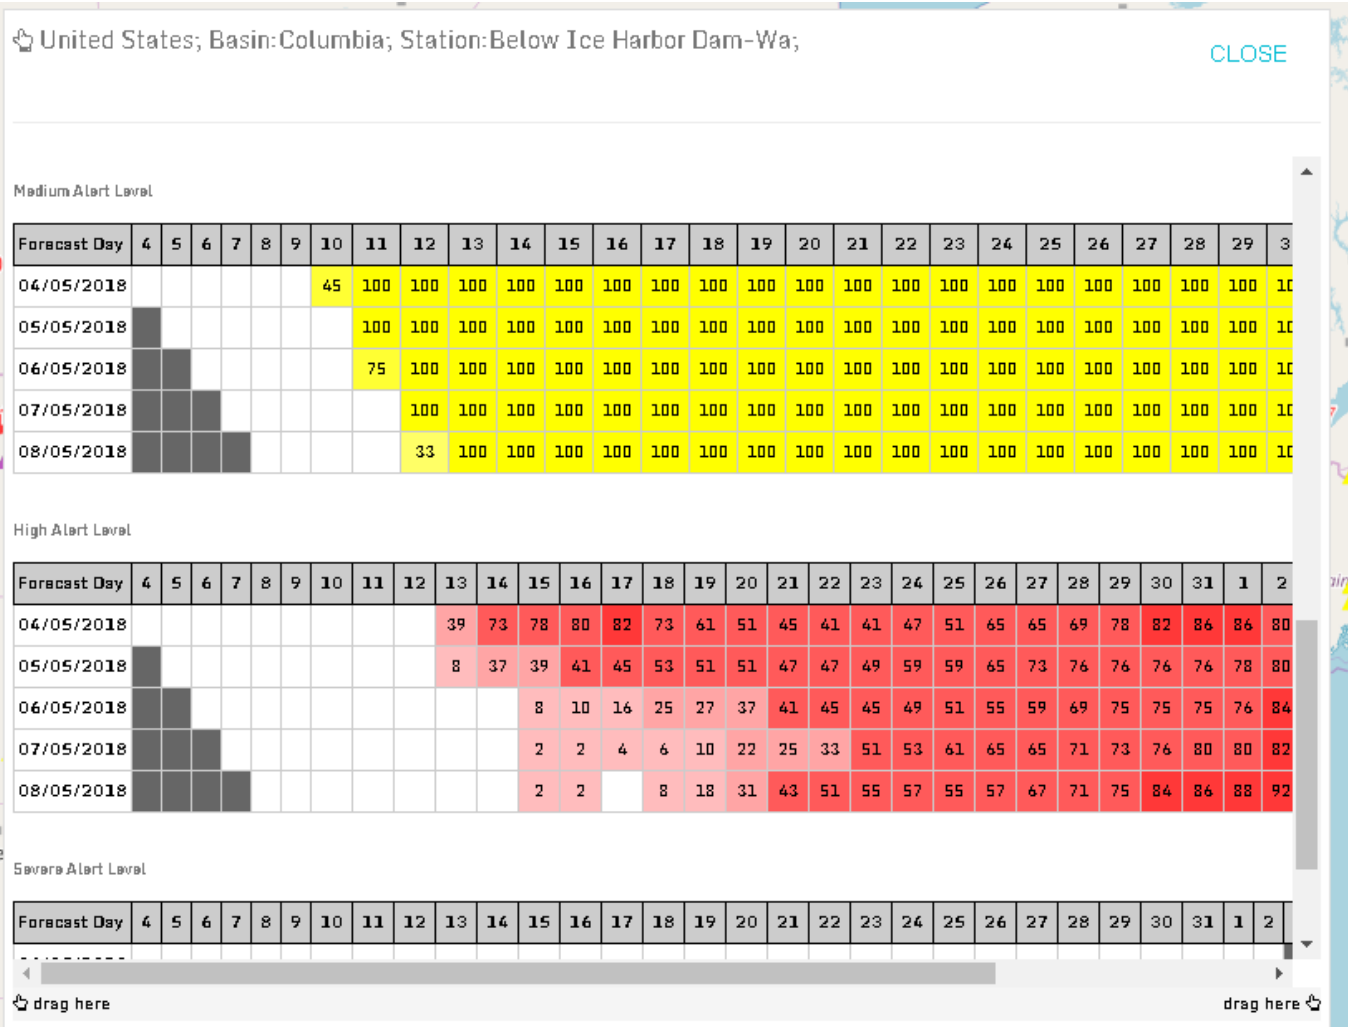 United States; Basin:Columbia; Station:Below Ice Harbor Dam-Wa;
CLOSE
Medium Alert Level
Forecast Day 4 5 6 7 8 9 10 11 12 13 14 15 16 17 18 19 20 21 22 23 24 25 26 27 28 29 3
04/05/2018 45 100 100 100 100 100 100 100 100 100 100 100 100 100 100 100 100 100 100 100 10
05/05/2018 100 100 100 100 100 100 100 100 100 100 100 100 100 100 100 100 100 100 100 10
06/05/2018 75 100 100 100 100 100 100 100 100 100 100 100 100 100 100 100 100 100 100 10
07/05/2018 100 100 100 100 100 100 100 100 100 100 100 100 100 100 100 100 100 100 10
08/05/2018 33 100 100 100 100 100 100 100 100 100 100 100 100 100 100 100 100 100 10
High Alert Level
Forecast Day 4 5 6 7 8 9 10 11 12 13 14 15 16 17 18 19 20 21 22 23 24 25 26 27 28 29 30 31 1 2
04/05/2018 39 73 78 80 82 73 61 51 45 41 41 47 51 65 65 69 78 82 86 86 80
05/05/2018 8 37 39 41 45 53 51 51 47 47 49 59 59 65 73 76 76 76 76 78 80
06/05/2018 8 10 16 25 27 37 41 45 45 49 51 55 59 69 75 75 75 76 84
07/05/2018 2 2 4 6 10 22 25 33 51 53 61 65 65 71 73 76 80 80 82
08/05/2018 2 2 8 18 31 43 51 55 57 55 57 67 71 75 84 86 88 92
Severe Alert Level
Forecast Day 4 5 6 7 8 9 10 11 12 13 14 15 16 17 18 19 20 21 22 23 24 25 26 27 28 29 30 31 1 2
drag here
drag here